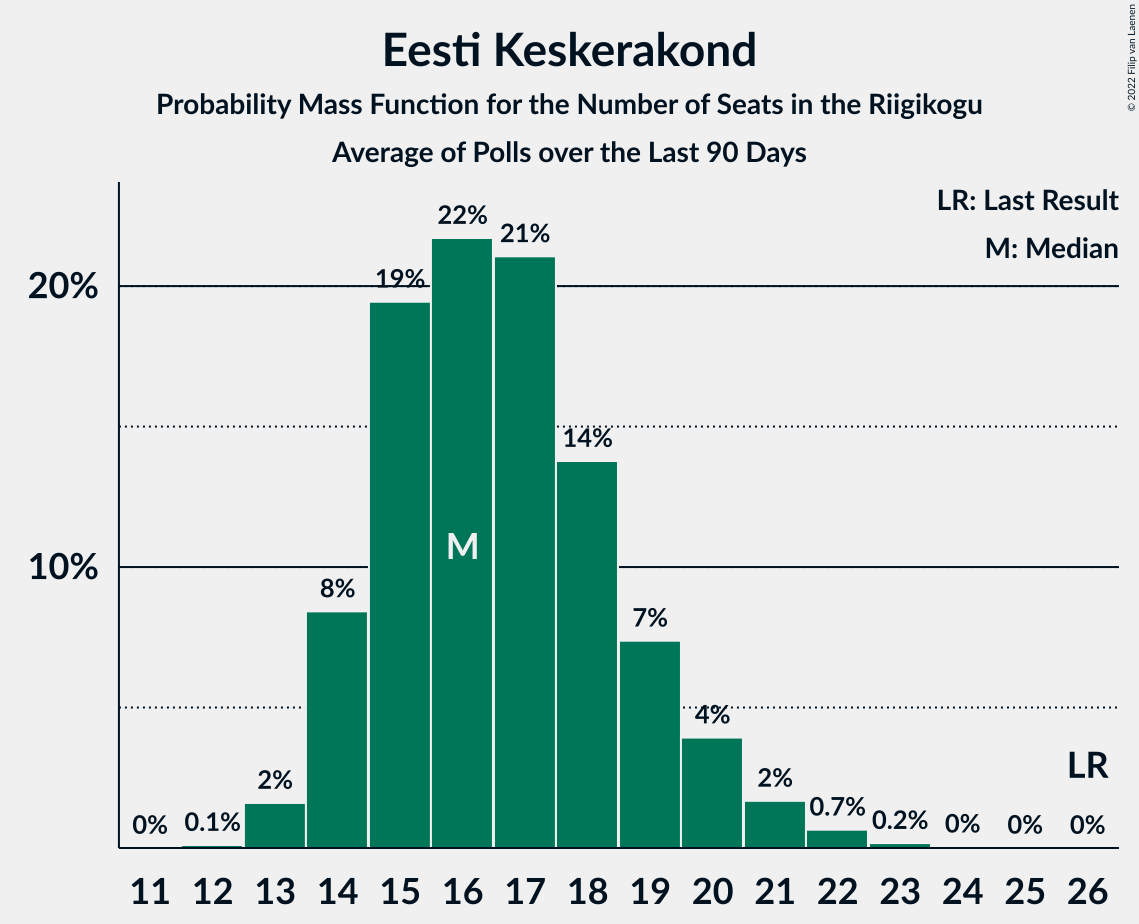 Eesti Keskerakond
Probability Mass Function for the Number of Seats in the Riigikogu
Average of Polls over the Last 90 Days
© 2022 Filip van Laenen
LR: Last Result
M: Median
20%
10%
0%
0.1%
2%
8%
19%
22%
21%
14%
7%
4%
2%
0.7%
0.2%
0%
0%
0%
M
LR
11 12 13 14 15 16 17 18 19 20 21 22 23 24 25 26